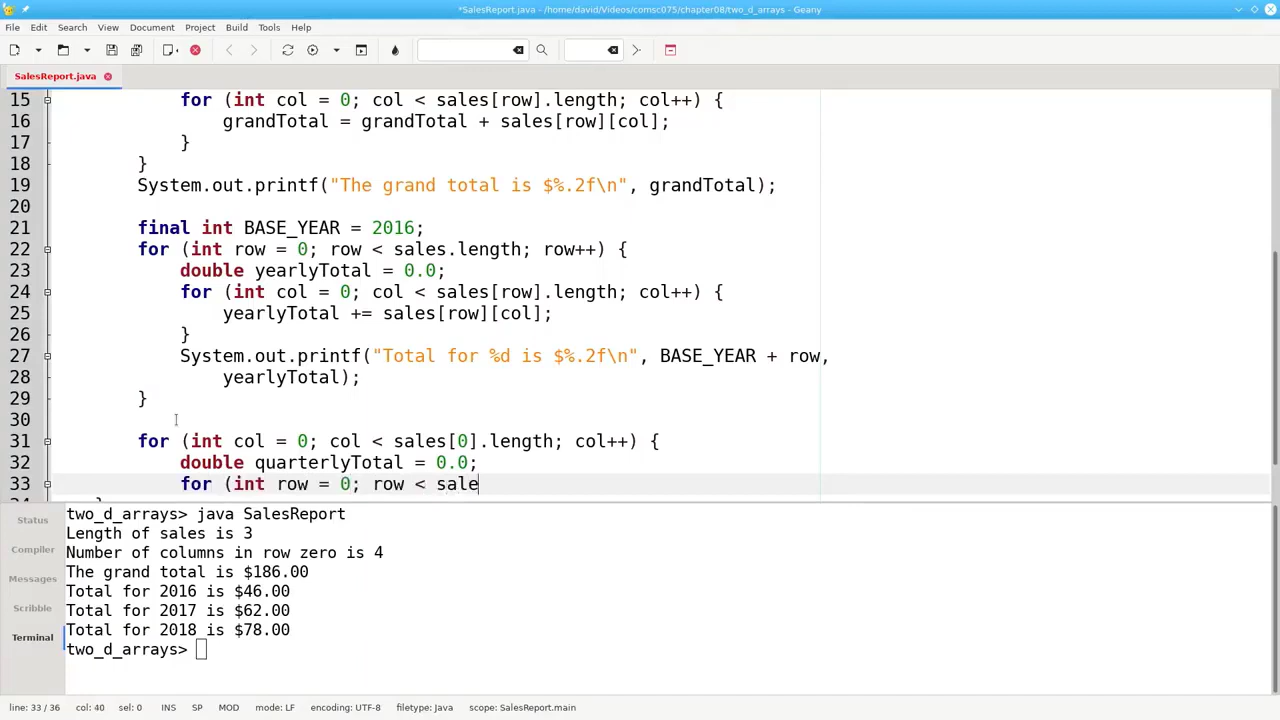 *SalesReport.java - /home/david/Videos/comsc075/chapter08/two_d_arrays - Geany
File Edit Search View Document Project Build Tools Help
SalesReport.java
15 for (int col = 0; col < sales[row].length; col++) {
16 grandTotal = grandTotal + sales[row][col];
17 }
18 }
19 System.out.printf("The grand total is $%.2f\n", grandTotal);
20
21 final int BASE_YEAR = 2016;
22 for (int row = 0; row < sales.length; row++) {
23 double yearlyTotal = 0.0;
24 for (int col = 0; col < sales[row].length; col++) {
25 yearlyTotal += sales[row][col];
26 }
27 System.out.printf("Total for %d is $%.2f\n", BASE_YEAR + row,
28 yearlyTotal);
29 }
30
31 for (int col = 0; col < sales[0].length; col++) {
32 double quarterlyTotal = 0.0;
33 for (int row = 0; row < sale
Status
Compiler
Messages
Scribble
Terminal
two_d_arrays> java SalesReport
Length of sales is 3
Number of columns in row zero is 4
The grand total is $186.00
Total for 2016 is $46.00
Total for 2017 is $62.00
Total for 2018 is $78.00
two_d_arrays>
line: 33 / 36 col: 40 sel: 0 INS SP MOD mode: LF encoding: UTF-8 filetype: Java scope: SalesReport.main